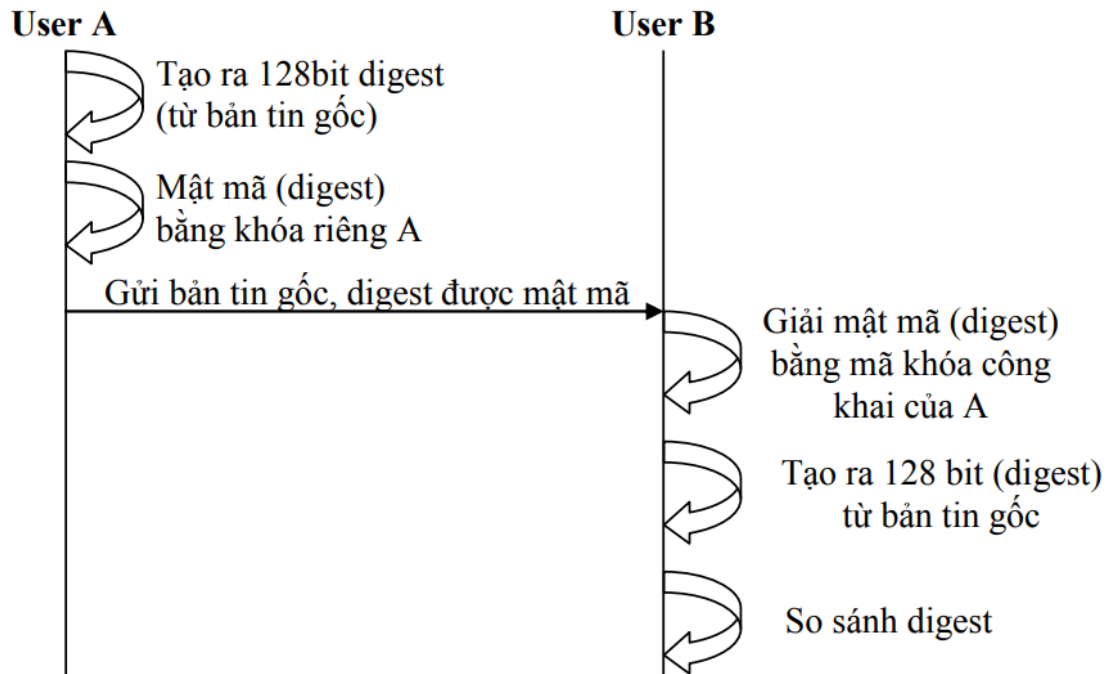 User A
User B
Tạo ra 128bit digest
(từ bản tin gốc)
Mật mã (digest)
bằng khóa riêng A
Gửi bản tin gốc, digest được mật mã
Giải mật mã (digest)
bằng mã khóa công
khai của A
Tạo ra 128 bit (digest)
từ bản tin gốc
So sánh digest